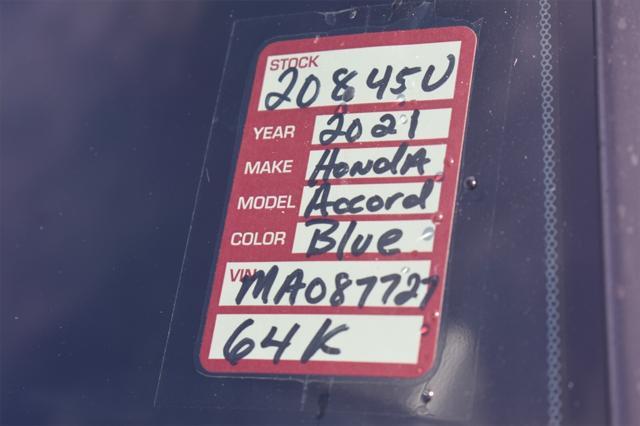 STOCK
20845U
YEAR 2021
MAKE HondA
MODEL Accord
COLOR Blue
VIN MA087727
64K